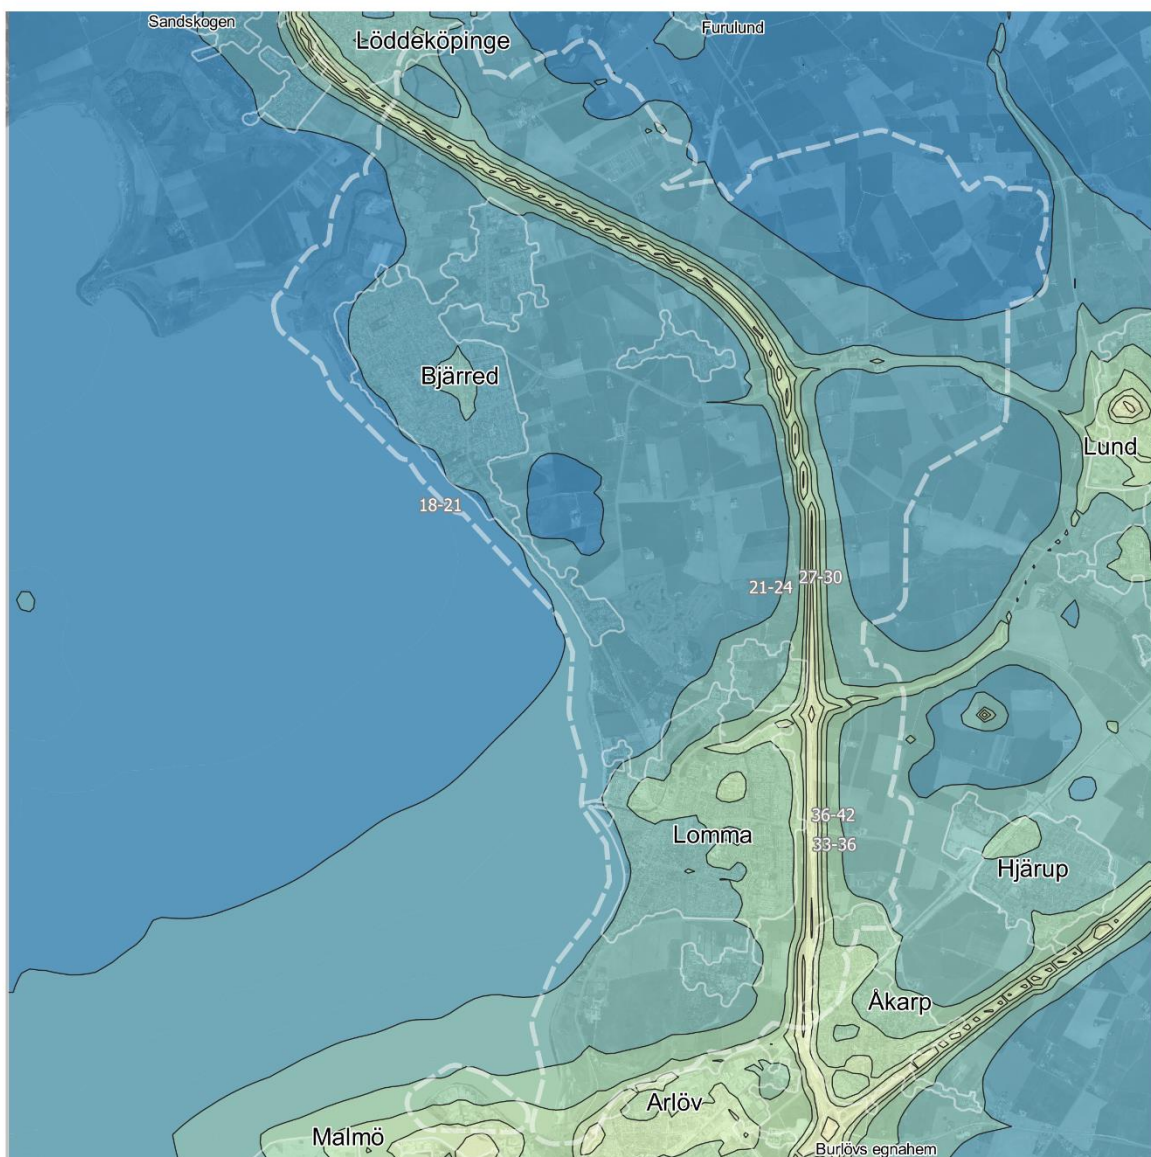 Sandskogen
Furulund
Löddeköpinge
Bjärred
Lund
18-21
21-24
27-30
36-42
Lomma
33-36
Hjärup
Åkarp
Arlöv
Malmö
Burlövs egnahem